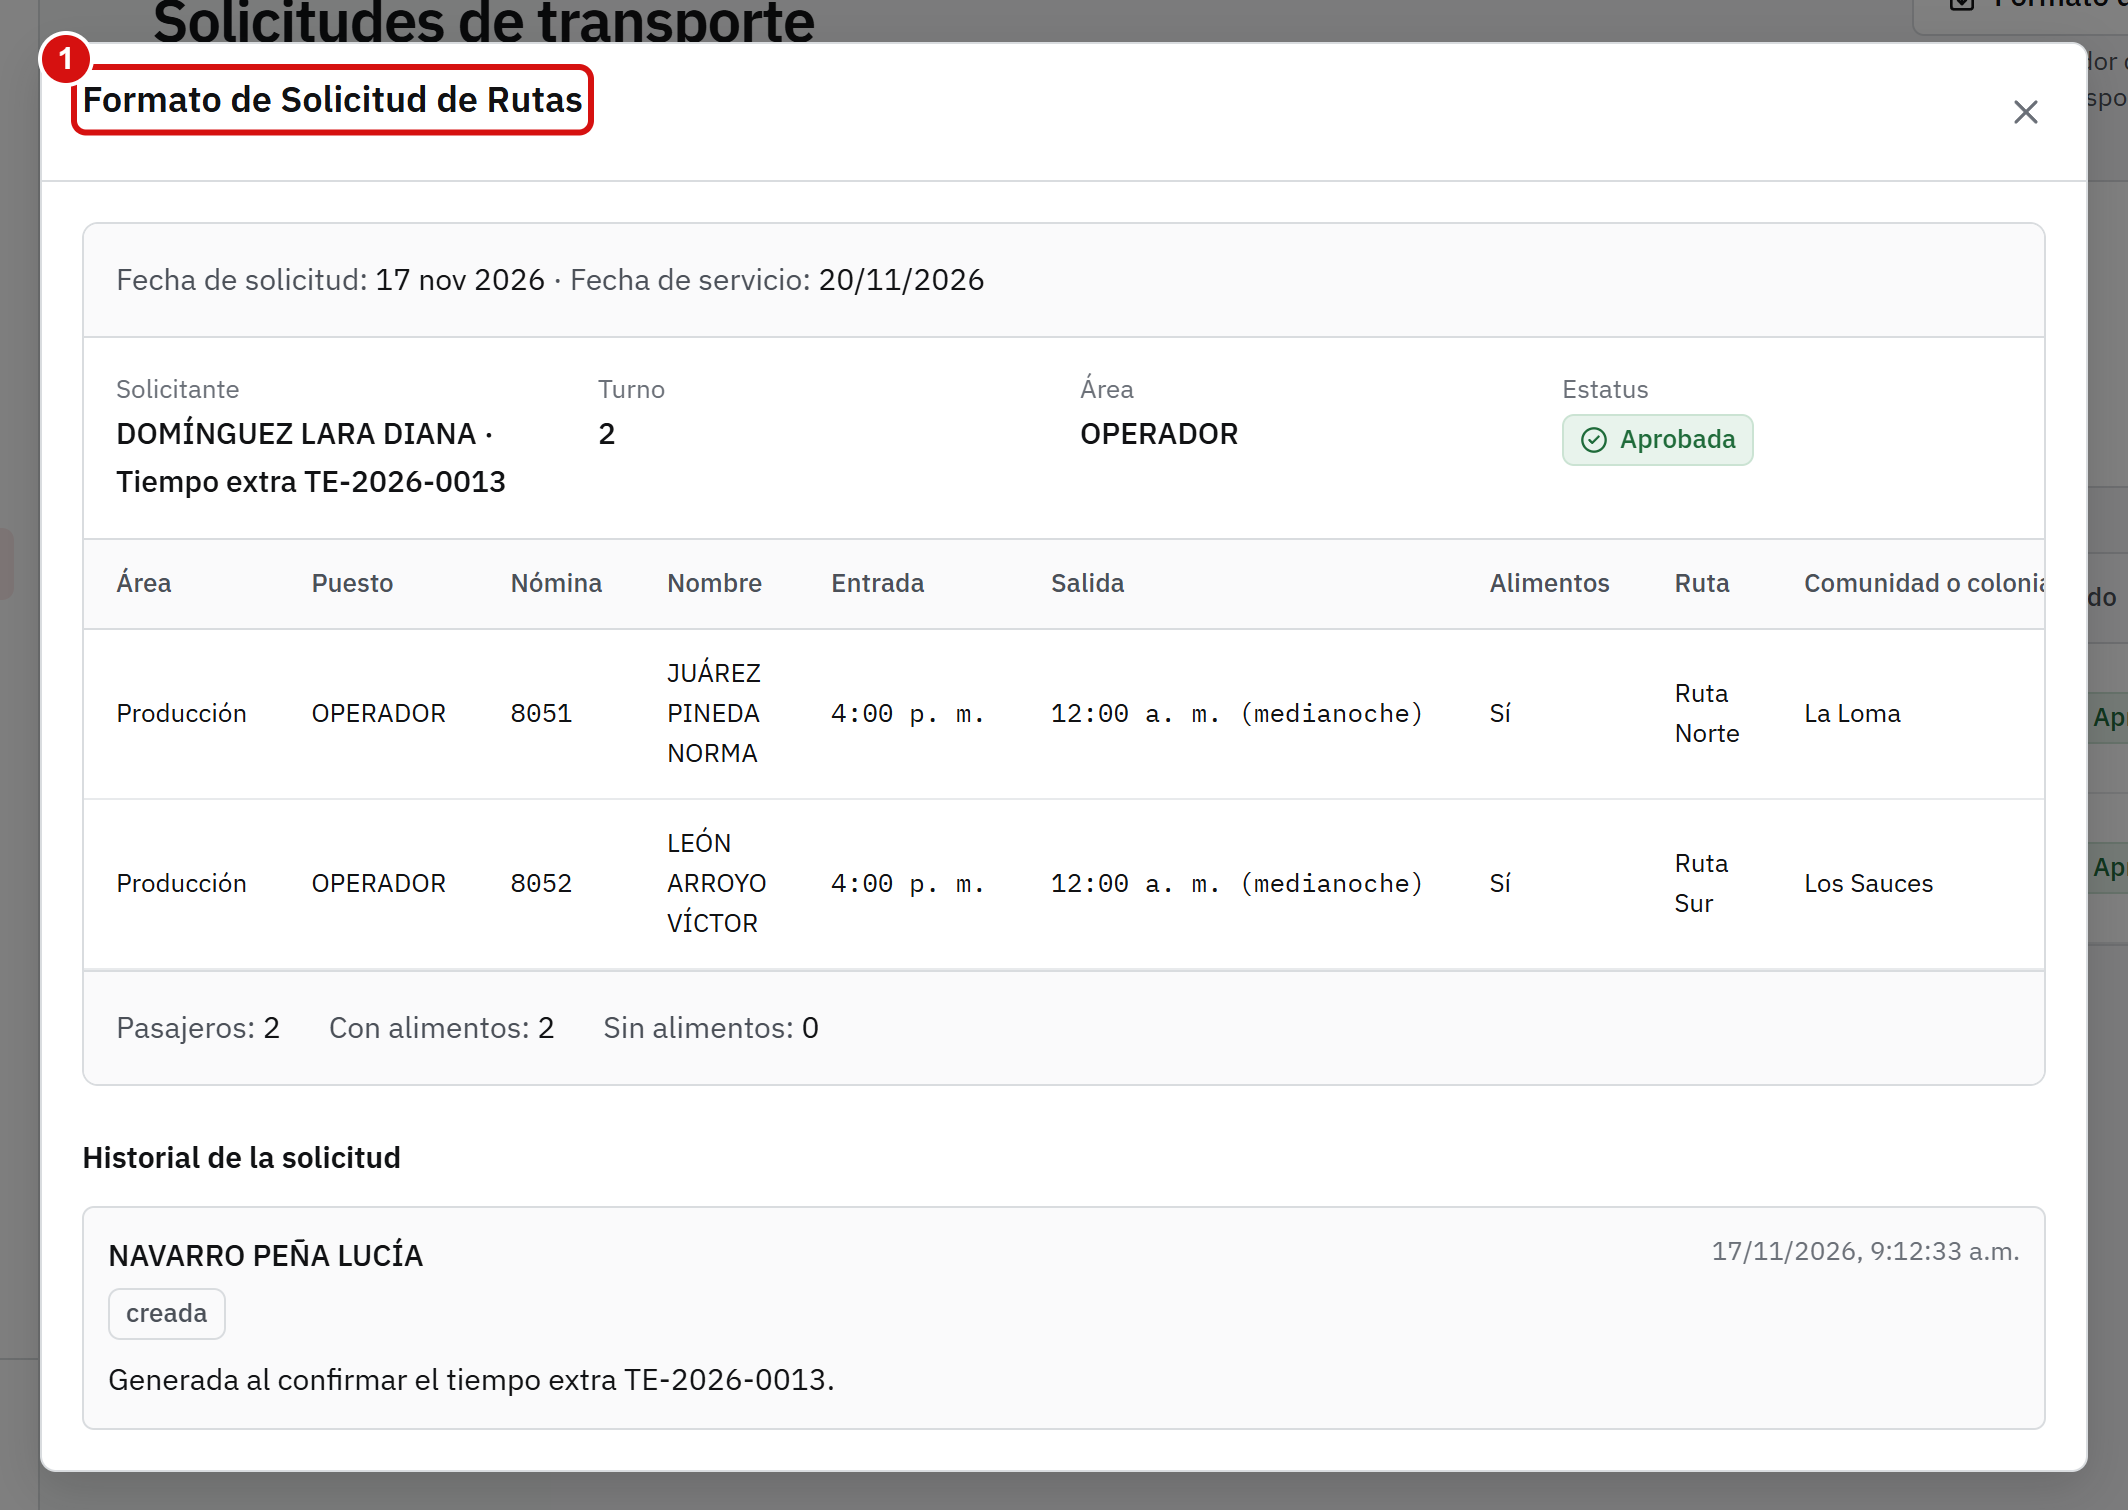 Solicitudes de transporte
1
Formato de Solicitud de Rutas
Fecha de solicitud: 17 nov 2026 · Fecha de servicio: 20/11/2026
Solicitante
Turno
Área
Estatus
DOMÍNGUEZ LARA DIANA ·
Tiempo extra TE-2026-0013
2
OPERADOR
Aprobada
Área Puesto Nómina Nombre Entrada Salida Alimentos Ruta Comunidad o colonia
Producción OPERADOR 8051 JUÁREZ PINEDA NORMA 4:00 p. m. 12:00 a. m. (medianoche) Sí Ruta Norte La Loma
Producción OPERADOR 8052 LEÓN ARROYO VÍCTOR 4:00 p. m. 12:00 a. m. (medianoche) Sí Ruta Sur Los Sauces
Pasajeros: 2 Con alimentos: 2 Sin alimentos: 0
Historial de la solicitud
NAVARRO PEÑA LUCÍA
17/11/2026, 9:12:33 a.m.
creada
Generada al confirmar el tiempo extra TE-2026-0013.